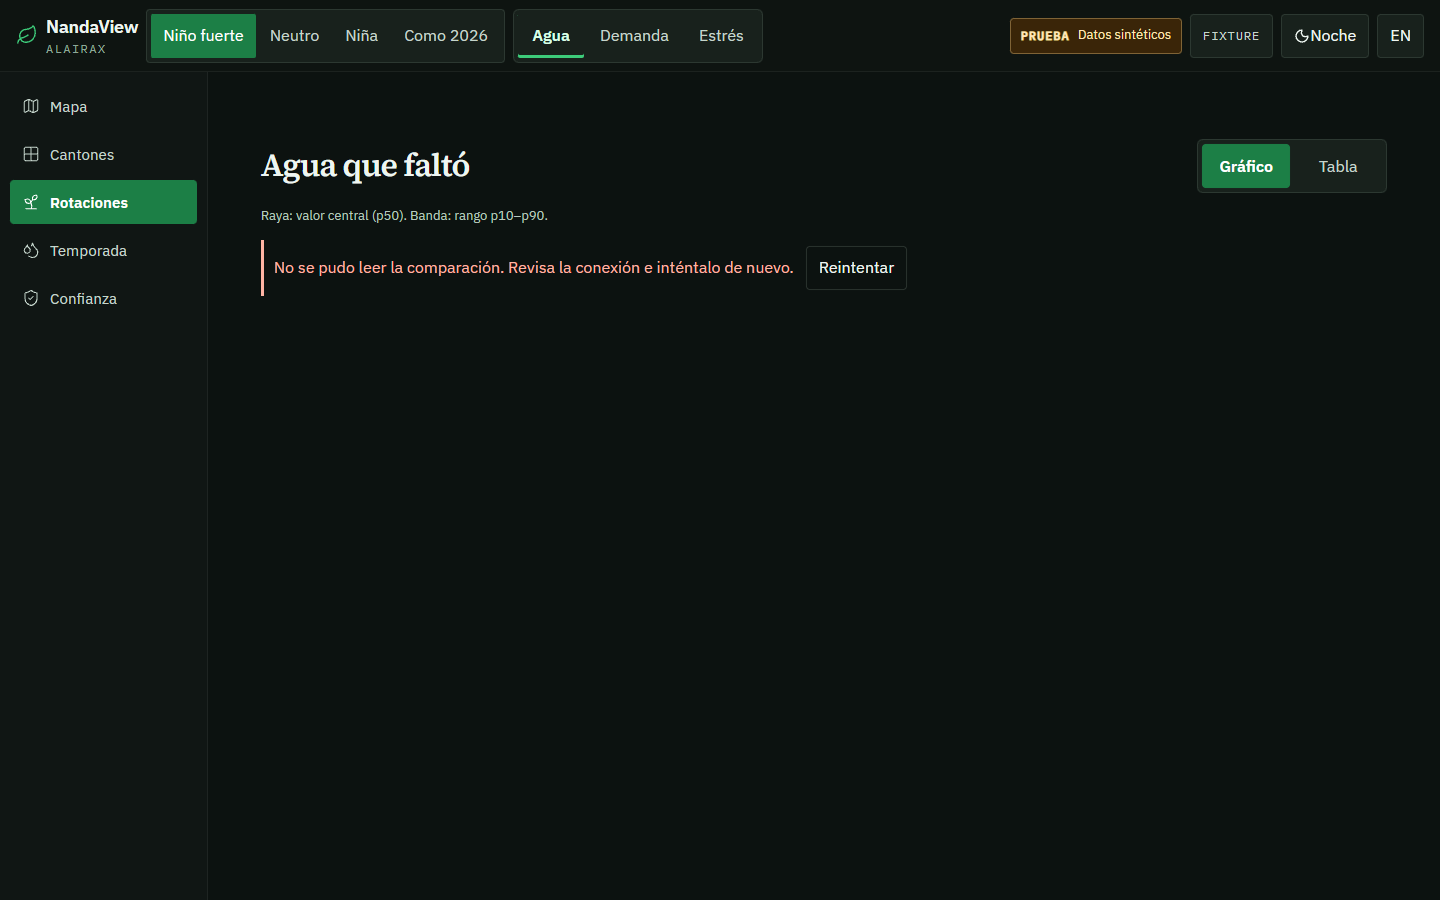 NandaView
ALAIRAX
Niño fuerte
Neutro
Niña
Como 2026
Agua
Demanda
Estrés
PRUEBA Datos sintéticos
FIXTURE
Noche
EN
Mapa
Cantones
Rotaciones
Temporada
Confianza
Agua que faltó
Gráfico
Tabla
Raya: valor central (p50). Banda: rango p10–p90.
No se pudo leer la comparación. Revisa la conexión e inténtalo de nuevo.
Reintentar